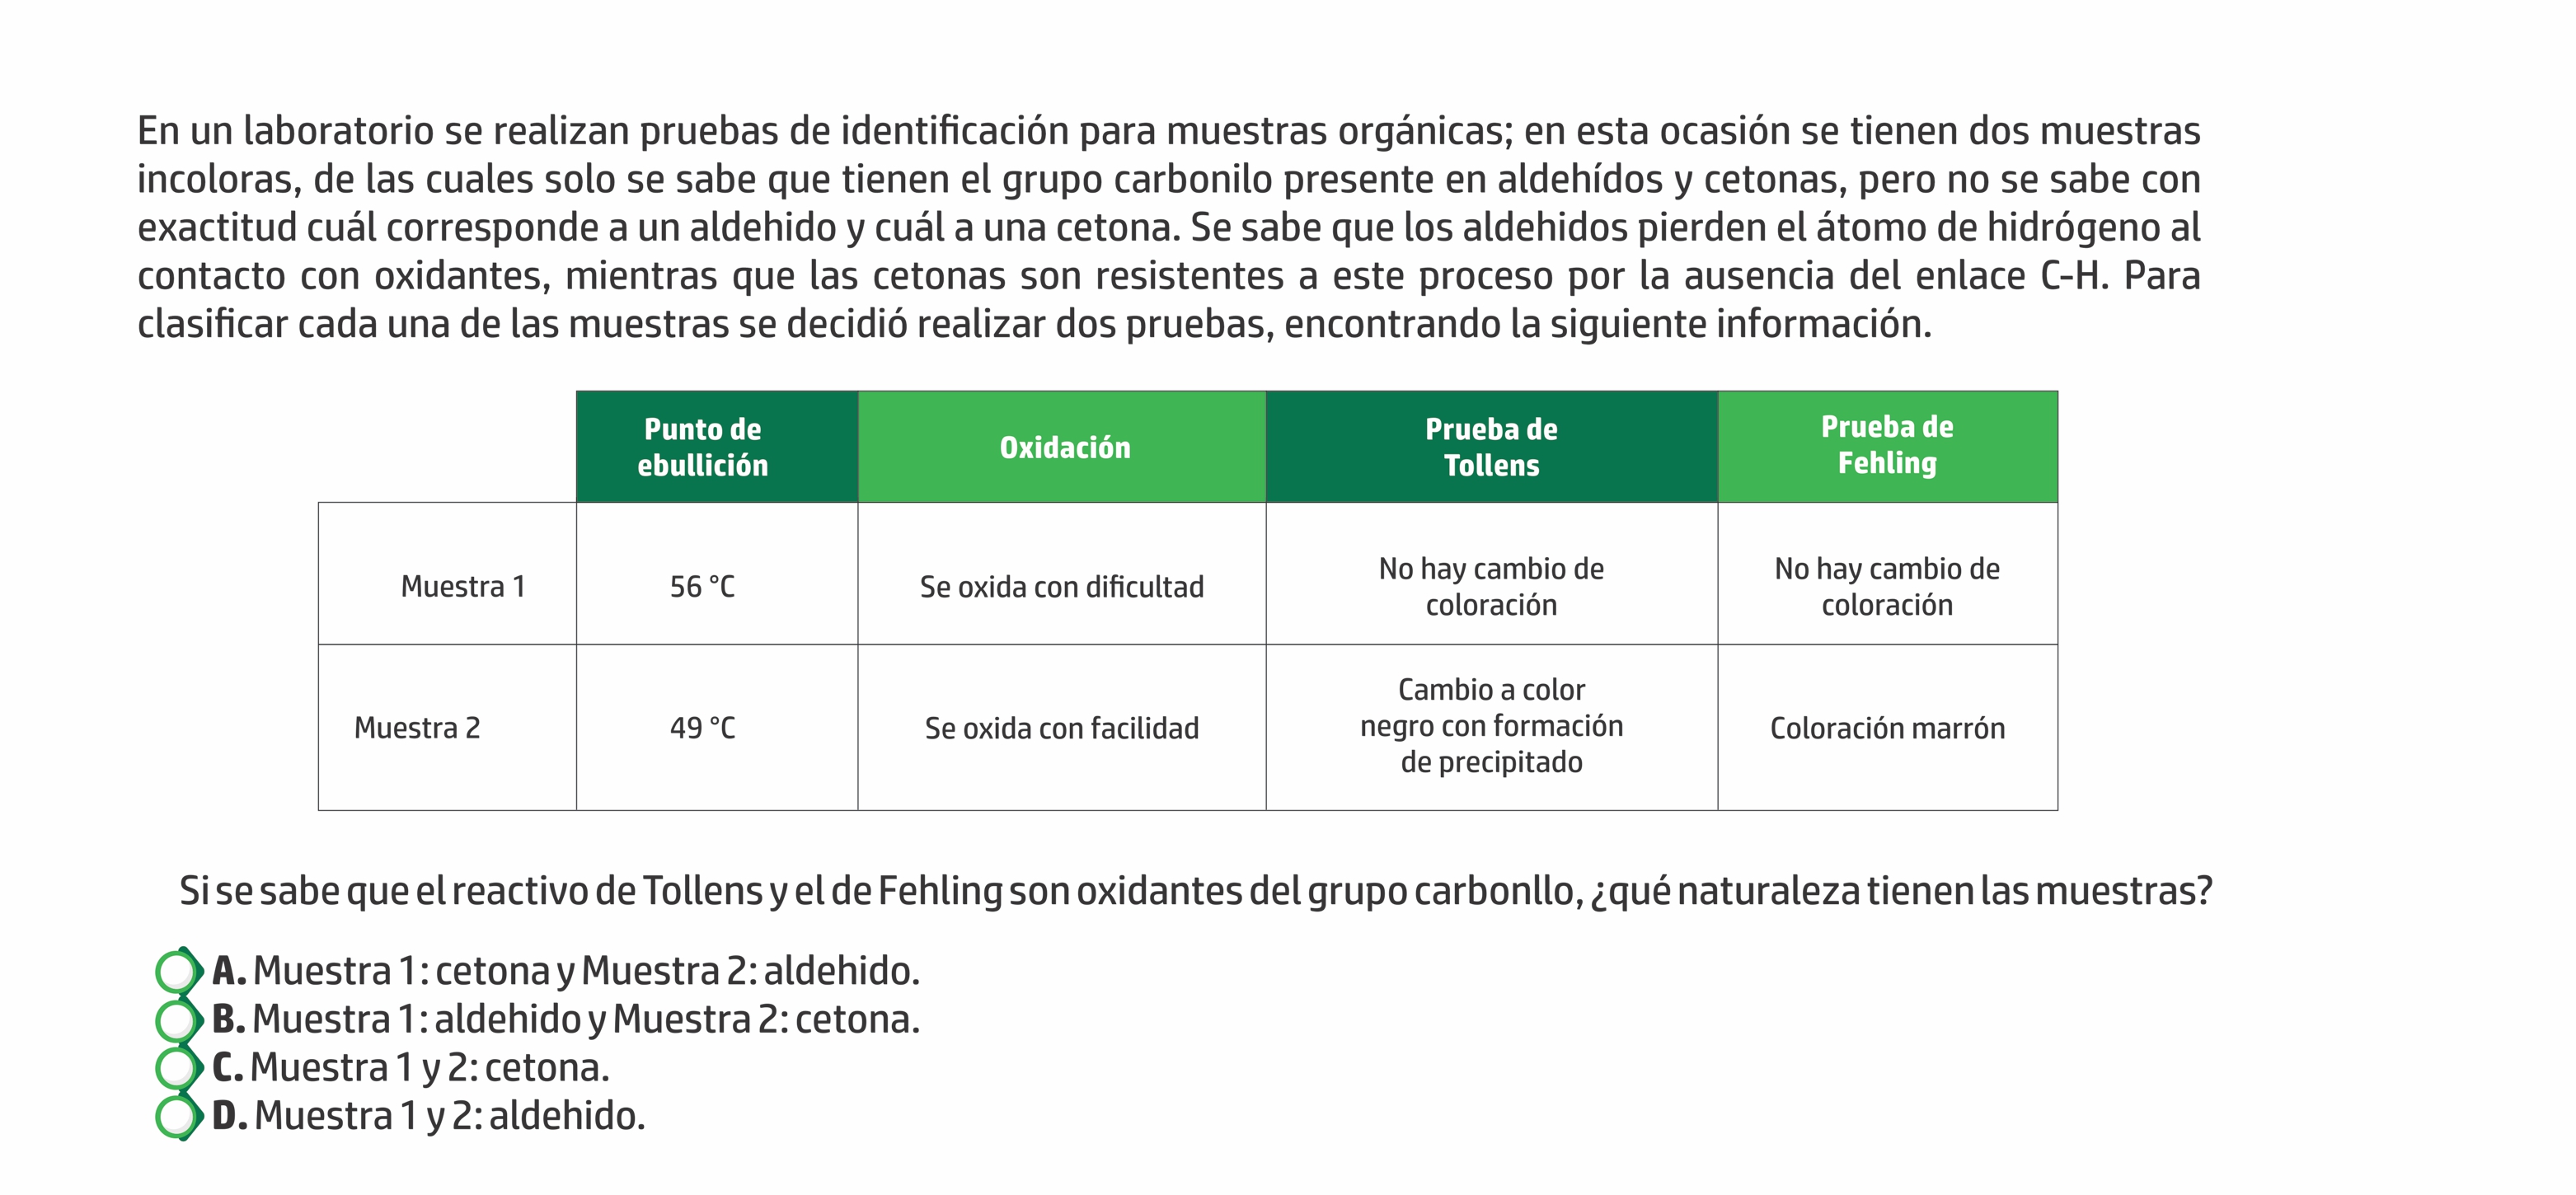 En un laboratorio se realizan pruebas de identificación para muestras orgánicas; en esta ocasión se tienen dos muestras
incoloras, de las cuales solo se sabe que tienen el grupo carbonilo presente en aldehídos y cetonas, pero no se sabe con
exactitud cuál corresponde a un aldehido y cuál a una cetona. Se sabe que los aldehidos pierden el átomo de hidrógeno al
contacto con oxidantes, mientras que las cetonas son resistentes a este proceso por la ausencia del enlace C-H. Para
clasificar cada una de las muestras se decidió realizar dos pruebas, encontrando la siguiente información.
Punto de
ebullición
Oxidación
Prueba de
Tollens
Prueba de
Fehling
Muestra 1
56 °C
Se oxida con dificultad
No hay cambio de
coloración
No hay cambio de
coloración
Muestra 2
49 °C
Se oxida con facilidad
Cambio a color
negro con formación
de precipitado
Coloración marrón
Si se sabe que el reactivo de Tollens y el de Fehling son oxidantes del grupo carbonllo, ¿qué naturaleza tienen las muestras?
A. Muestra 1: cetona y Muestra 2: aldehido.
B. Muestra 1: aldehido y Muestra 2: cetona.
C. Muestra 1 y 2: cetona.
D. Muestra 1 y 2: aldehido.